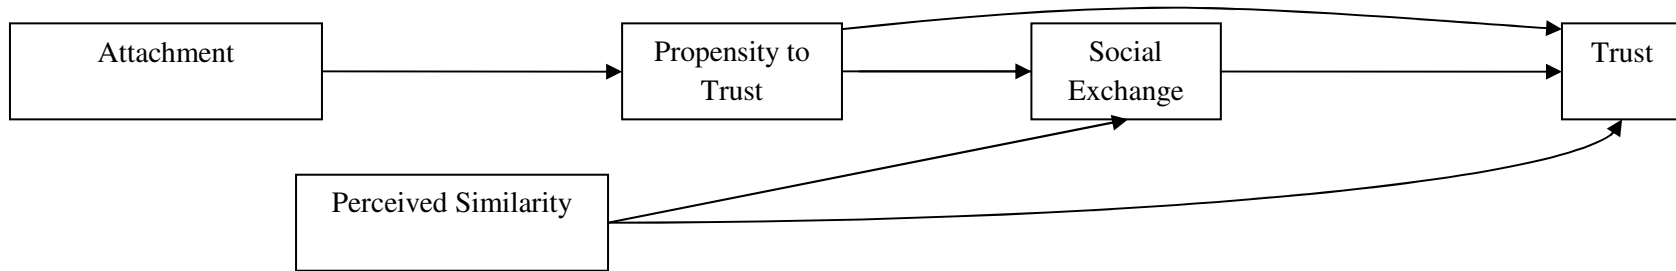 Attachment
Propensity to
Trust
Social
Exchange
Trust
Perceived Similarity